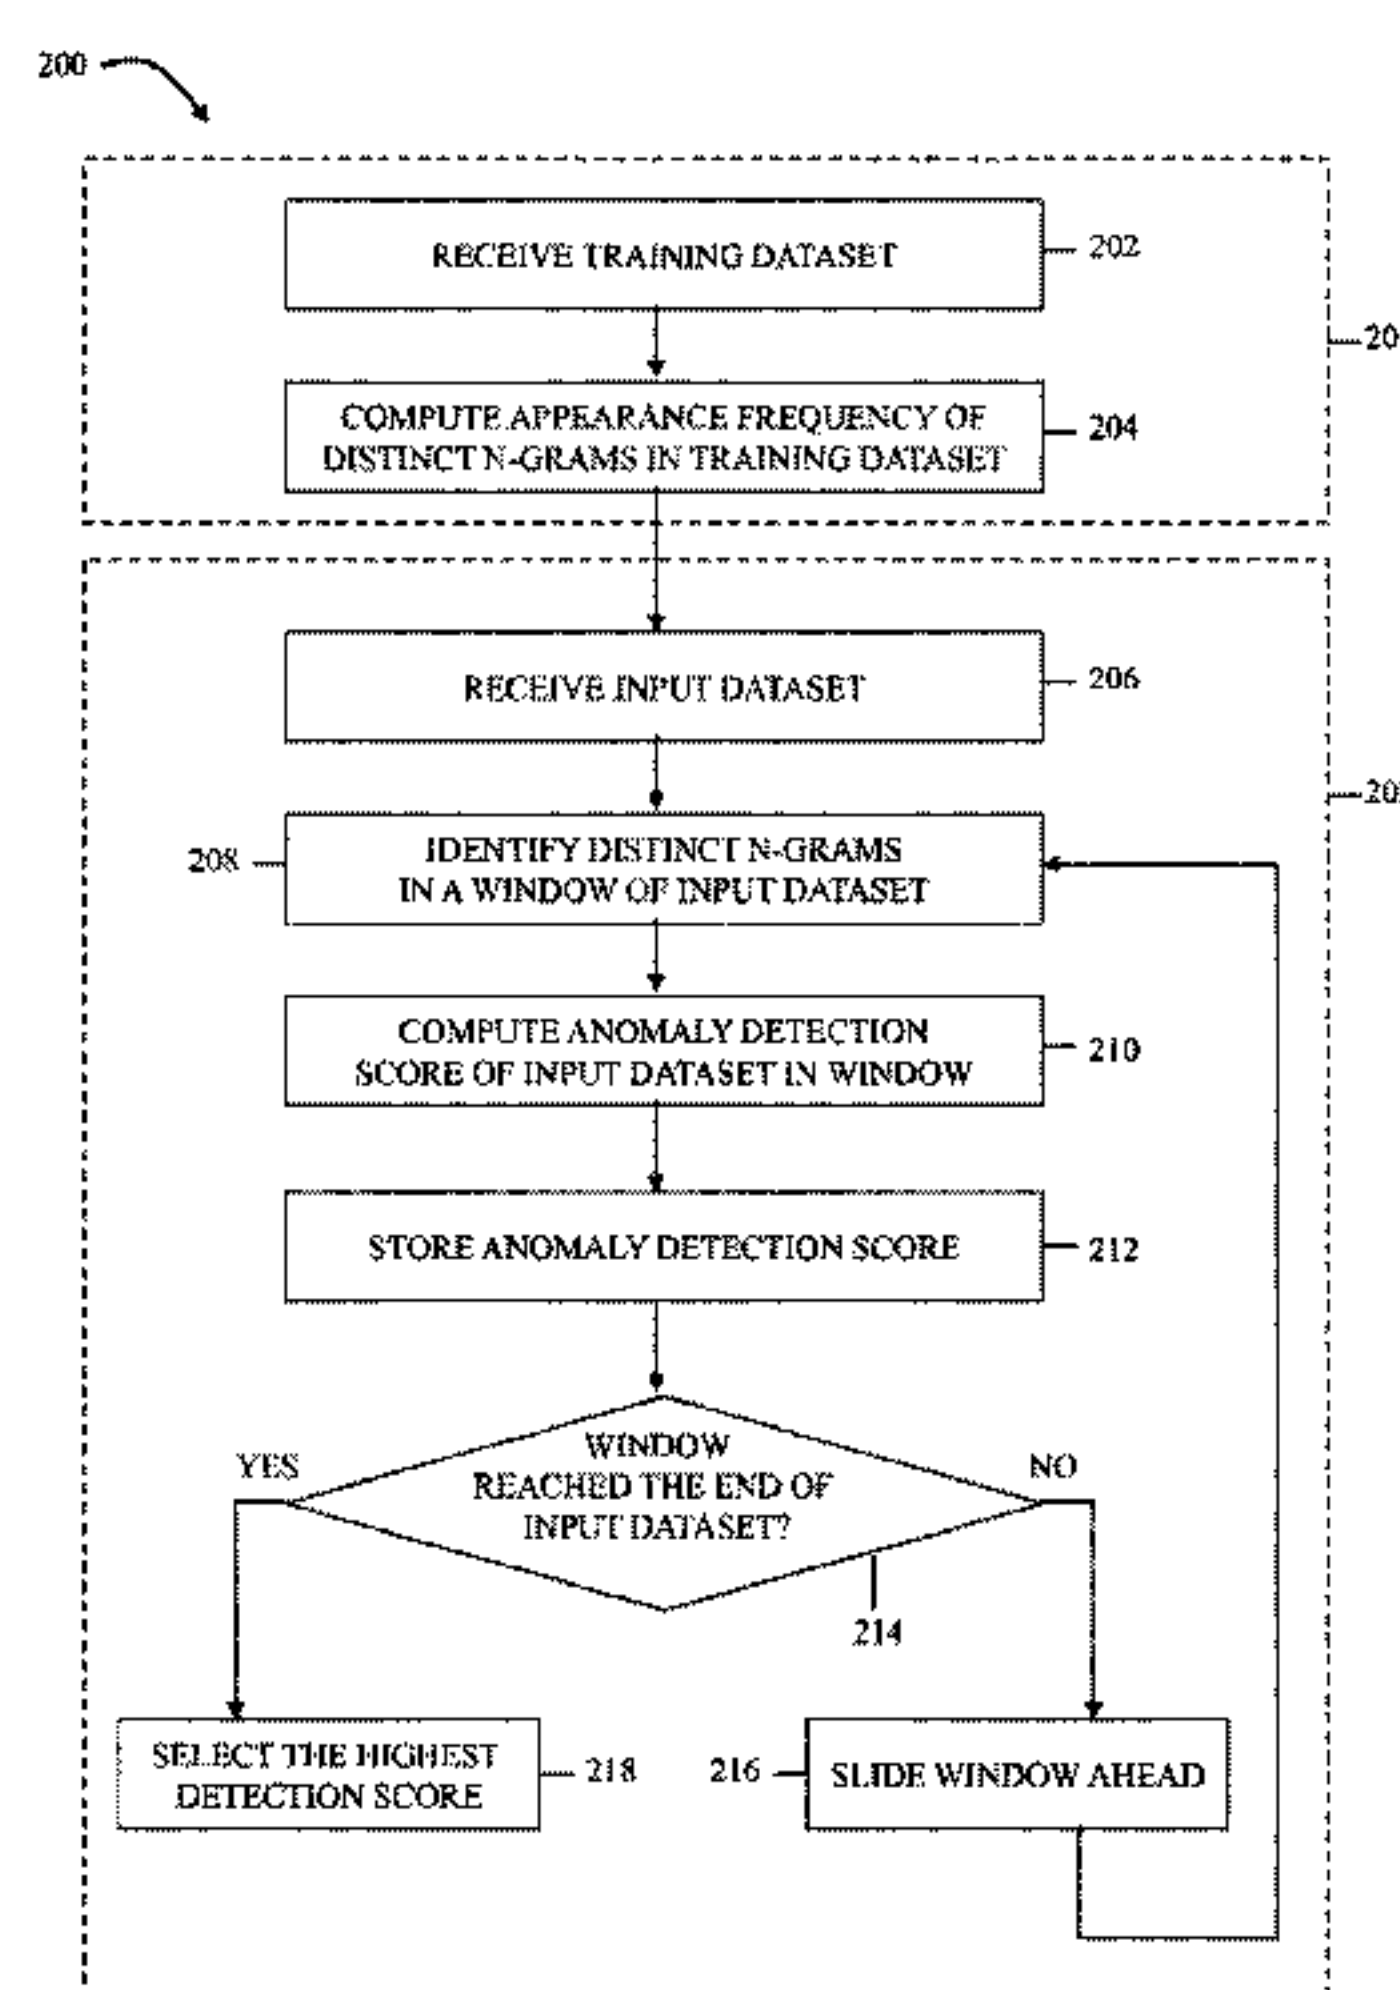 200
RECEIVE TRAINING DATASET
202
COMPUTE APPEARANCE FREQUENCY OF
DISTINCT N-GRAMS IN TRAINING DATASET
204
RECEIVE INPUT DATASET
206
208
IDENTIFY DISTINCT N-GRAMS
IN A WINDOW OF INPUT DATASET
COMPUTE ANOMALY DETECTION
SCORE OF INPUT DATASET IN WINDOW
210
STORE ANOMALY DETECTION SCORE
212
YES
WINDOW
REACHED THE END OF
INPUT DATASET?
NO
214
SELECT THE HIGHEST
DETECTION SCORE
218
216
SLIDE WINDOW AHEAD